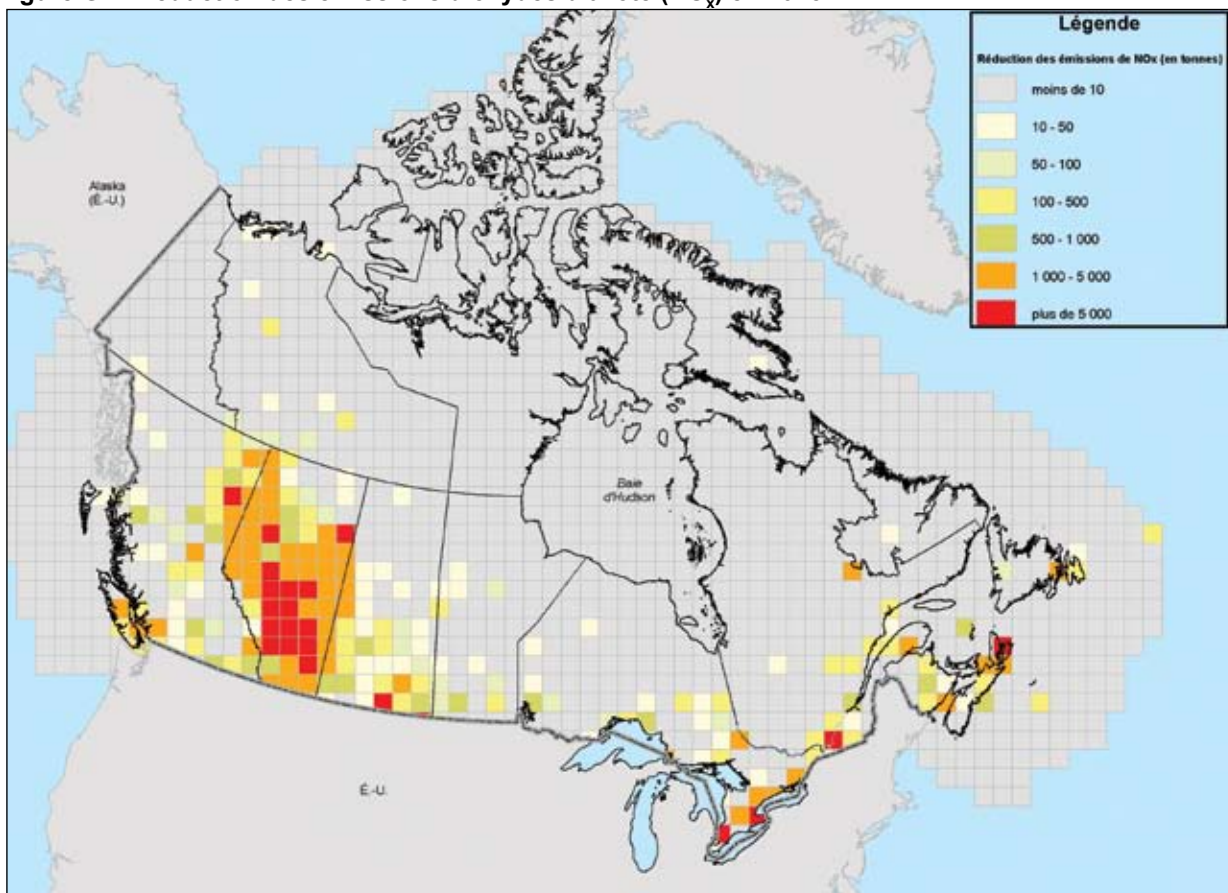 Légende
Réduction des émissions de NOx (en tonnes)
moins de 10
10 - 50
50 - 100
100 - 500
500 - 1 000
1 000 - 5 000
plus de 5 000
Alaska
(É.-U.)
Baie
d'Hudson
É.-U.